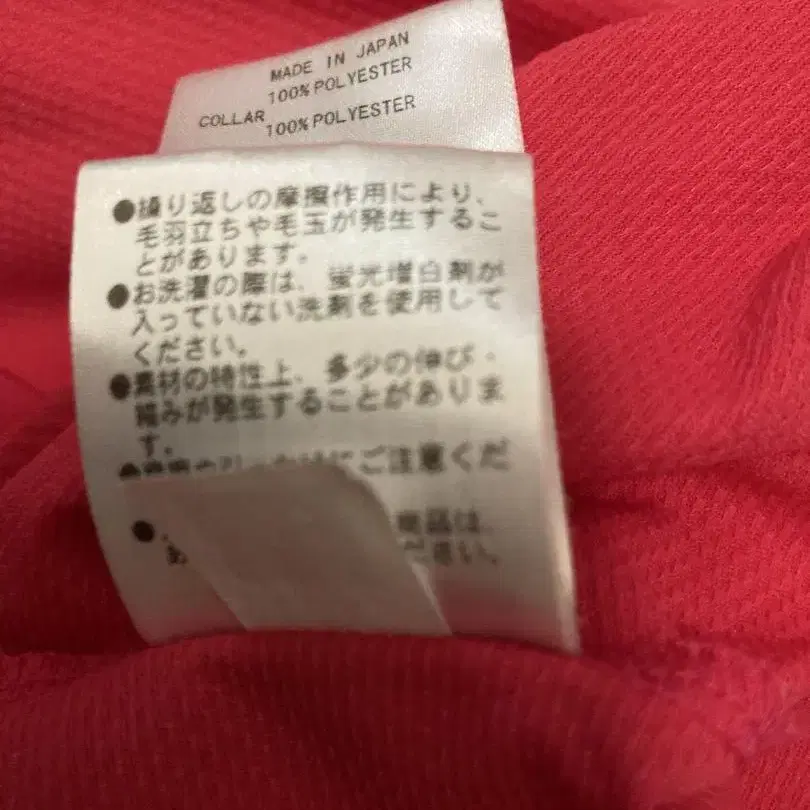 MADE IN JAPAN
100% POLYESTER
COLLAR 100% POLYESTER
●繰り返しの摩擦作用により、
毛羽立ちや毛玉が発生するこ
とがあります。
●お洗濯の際は、蛍光増白剤が
入っていない洗剤を使用して
ください。
●素材の特性上、多少の伸び・
縮みが発生することがありま
す。
にご注意くだ
商品は、
ださい。